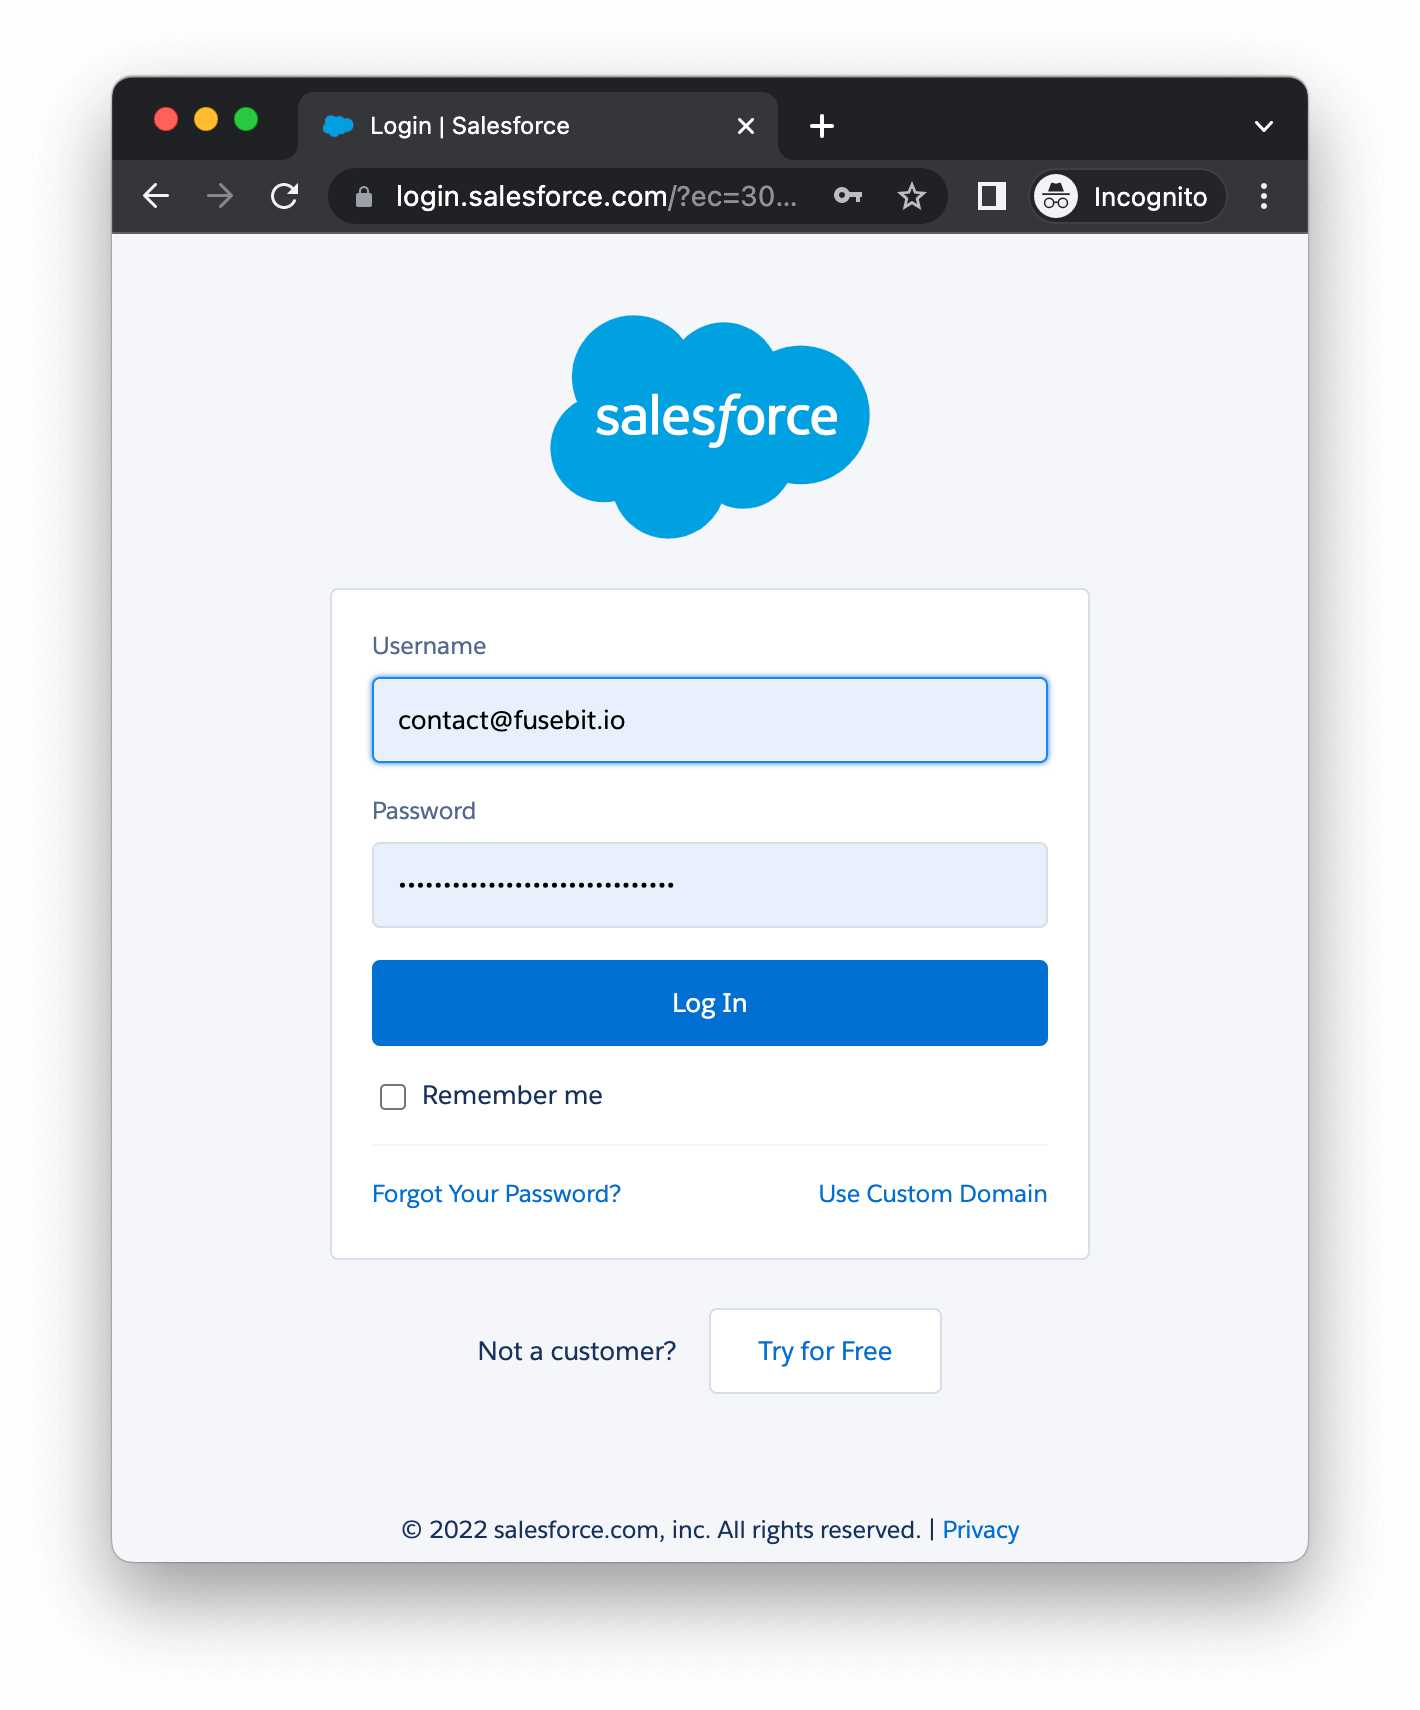 Login | Salesforce
login.salesforce.com/?ec=30...
Incognito
salesforce
Username
contact@fusebit.io
Password
•••••••••••••••••••••••••••••••
Log In
Remember me
Forgot Your Password? Use Custom Domain
Not a customer? Try for Free
© 2022 salesforce.com, inc. All rights reserved. | Privacy